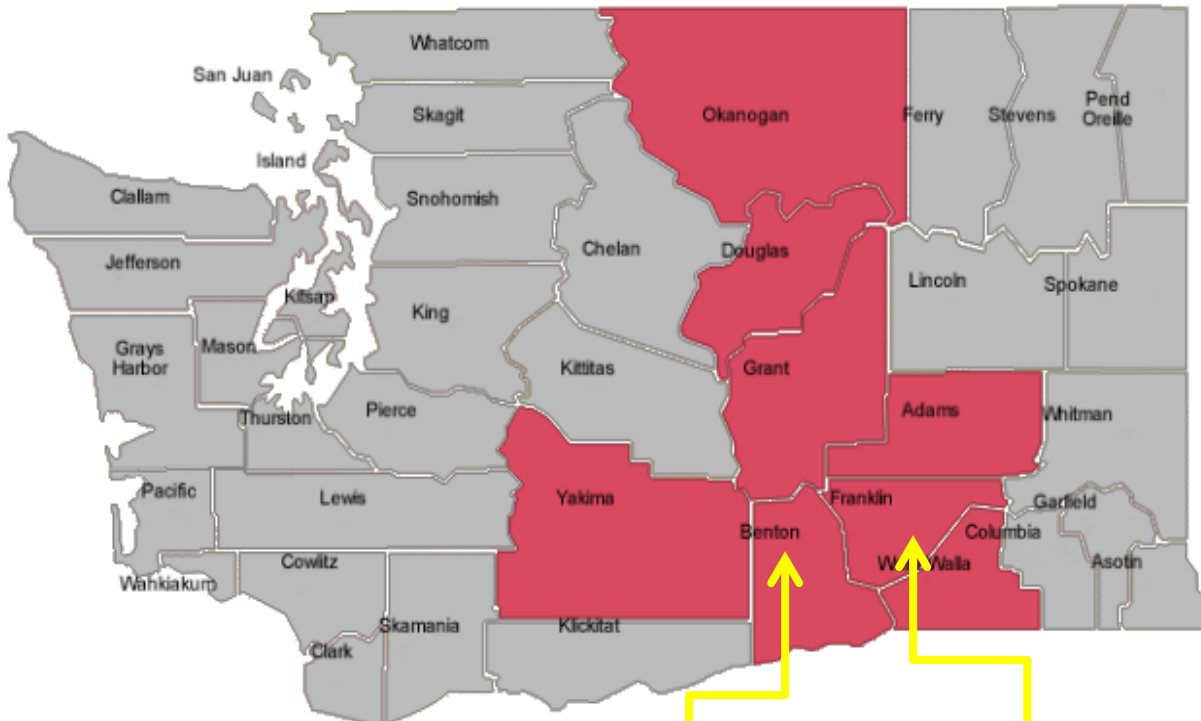 Whatcom
San Juan
Skagit
Okanogan
Ferry
Stevens
Pend
Oreille
Island
Clallam
Snohomish
Chelan
Douglas
Jefferson
Lincoln
Spokane
Kitsap
King
Grays
Harbor
Mason
Kittitas
Grant
Thurston
Pierce
Adams
Whitman
Pacific
Lewis
Yakima
Franklin
Garfield
Benton
Columbia
Cowlitz
Walla
Asotin
Wahkiakum
Skamania
Klickitat
Clark